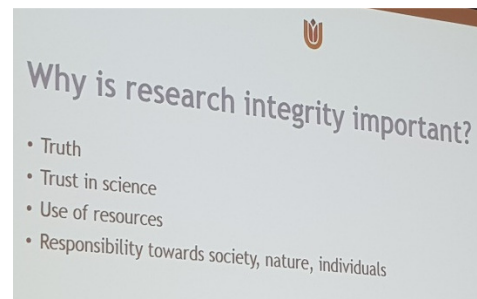 Why is research integrity important?
• Truth
• Trust in science
• Use of resources
• Responsibility towards society, nature, individuals